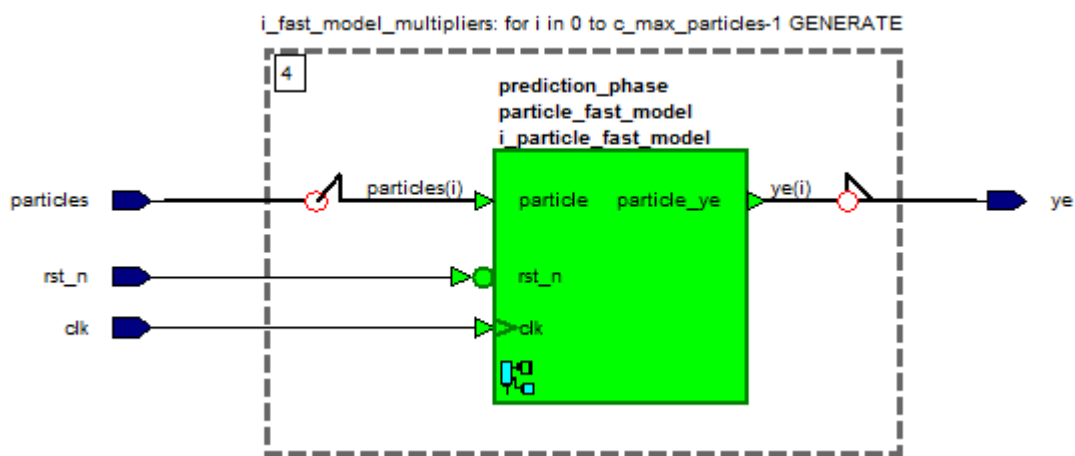 i_fast_model_multipliers: for i in 0 to c_max_particles-1 GENERATE
4
prediction_phase
particle_fast_model
i_particle_fast_model
particles
particles(i)
particle
particle_ye
ye(i)
ye
rst_n
rst_n
clk
clk